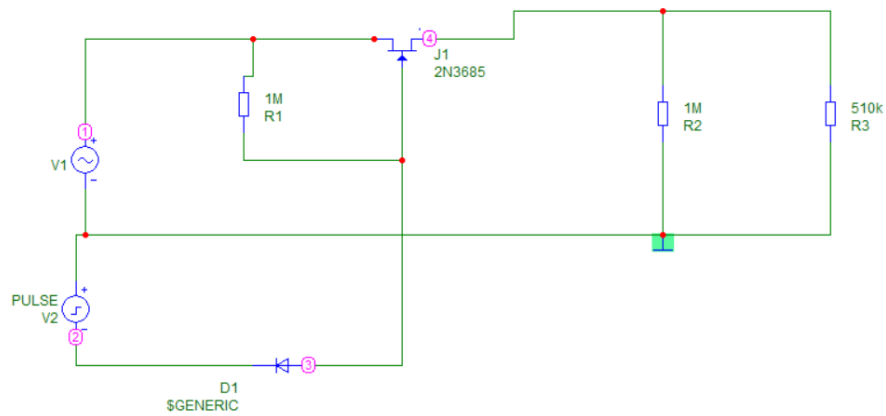 4
J1
2N3685
1M
R1
1M
R2
510k
R3
1
+
V1
−
PULSE
+
V2
−
2
3
D1
$GENERIC